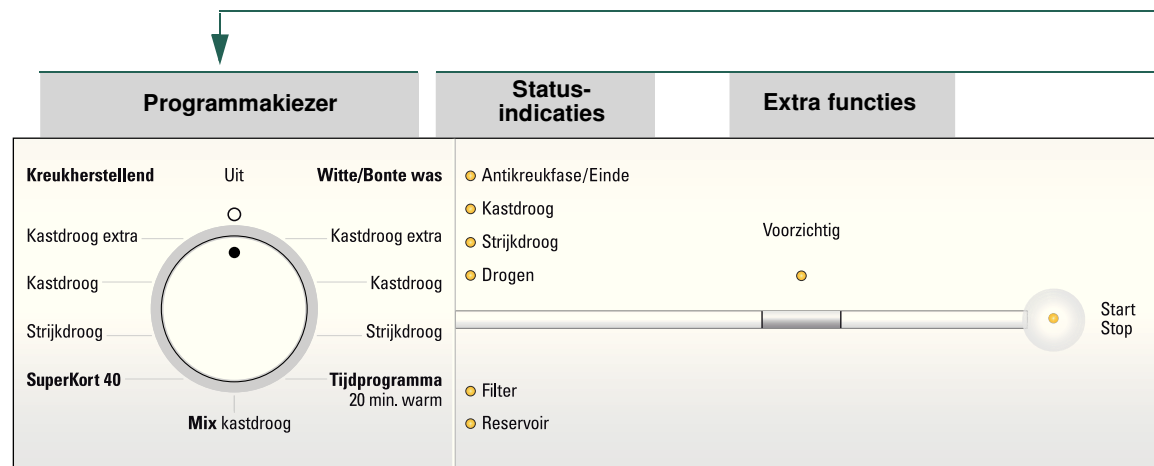 Programmakiezer
Status-
indicaties
Extra functies
Kreukherstellend
Uit
Witte/Bonte was
Kastdroog extra
Kastdroog extra
Kastdroog
Kastdroog
Strijkdroog
Strijkdroog
SuperKort 40
Tijdprogramma
20 min. warm
Mix kastdroog
Antikreukfase/Einde
Kastdroog
Strijkdroog
Drogen
Filter
Reservoir
Voorzichtig
Start
Stop